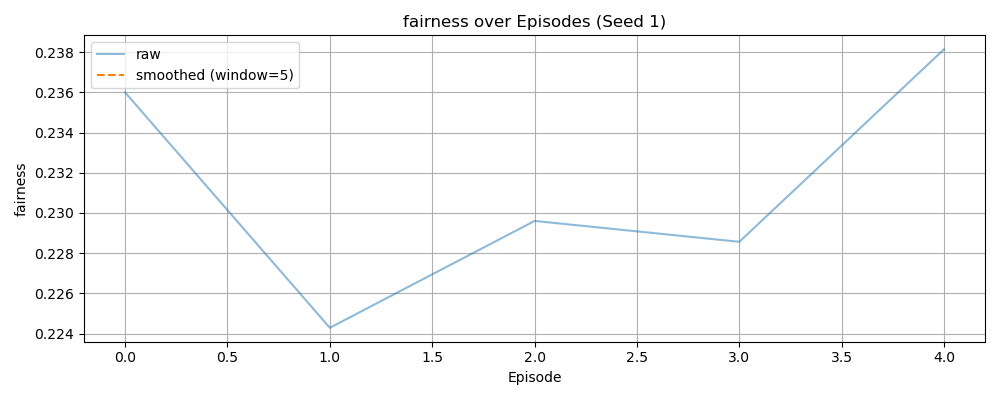 fairness over Episodes (Seed 1)
raw
smoothed (window=5)
0.238
0.236
0.234
0.232
0.230
0.228
0.226
0.224
fairness
0.0 0.5 1.0 1.5 2.0 2.5 3.0 3.5 4.0
Episode